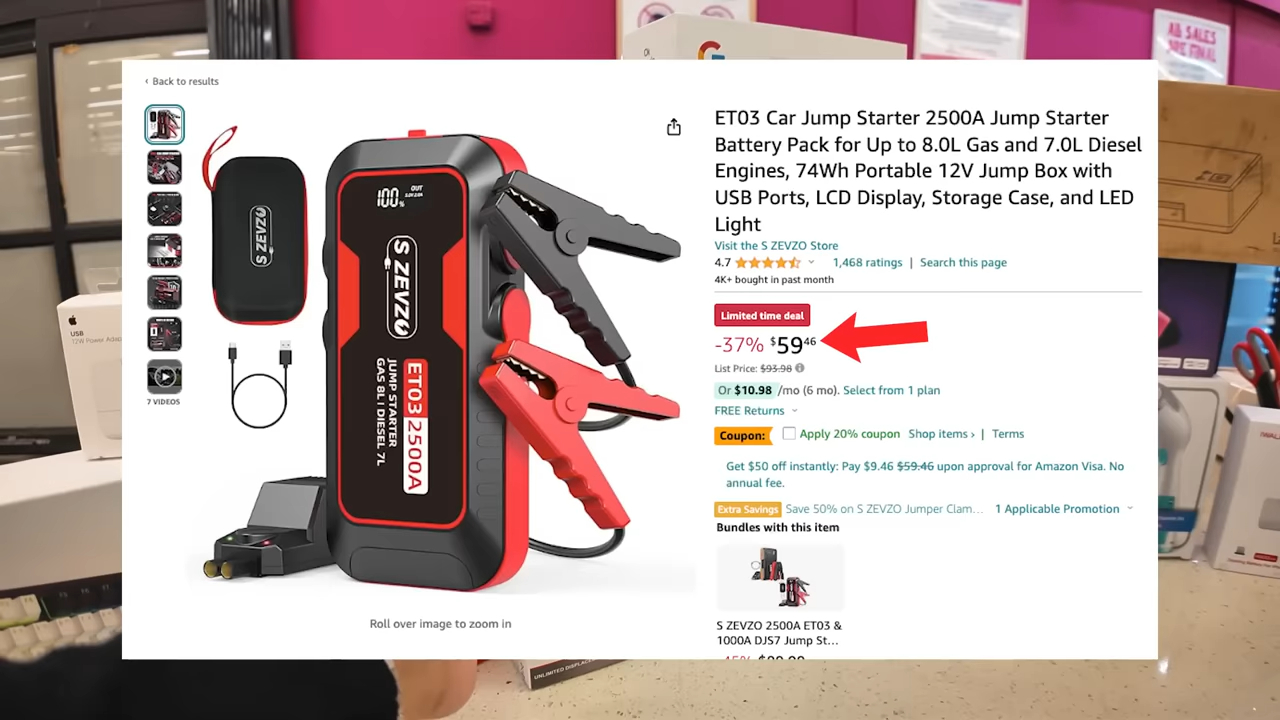 AB SALES
ARE FINAL
USB
12W Power Adap
‹ Back to results
S ZEVZO
100%
OUT
S ZEVZO
ET03 2500A
JUMP STARTER
GAS 8L | DIESEL 7L
7 VIDEOS
Roll over image to zoom in
ET03 Car Jump Starter 2500A Jump Starter
Battery Pack for Up to 8.0L Gas and 7.0L Diesel
Engines, 74Wh Portable 12V Jump Box with
USB Ports, LCD Display, Storage Case, and LED
Light
Visit the S ZEVZO Store
4.7 1,468 ratings | Search this page
4K+ bought in past month
Limited time deal
-37% $59 46
List Price: $93.98
Or $10.98 /mo (6 mo). Select from 1 plan
FREE Returns
Coupon: Apply 20% coupon Shop items › | Terms
Get $50 off instantly: Pay $9.46 $59.46 upon approval for Amazon Visa. No
annual fee.
Extra Savings Save 50% on S ZEVZO Jumper Clam... 1 Applicable Promotion
Bundles with this item
S ZEVZO 2500A ET03 &
1000A DJS7 Jump St...
UNLIMITED